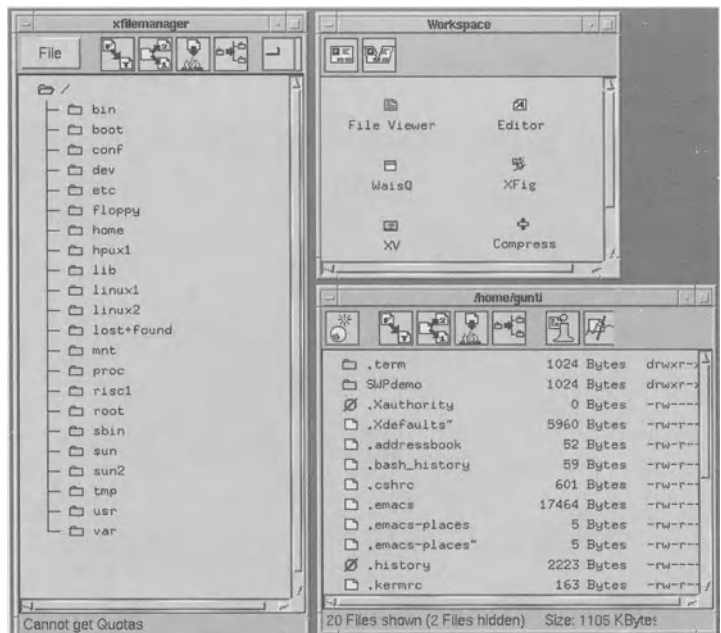 xfilemanager
File
/
bin
boot
conf
dev
etc
floppy
home
hpux1
lib
linux1
linux2
lost+found
mnt
proc
risc1
root
sbin
sun
sun2
tmp
usr
var
Cannot get Quotas
Workspace
File Viewer Editor
WaisQ XFig
XV Compress
/home/gunti
.term 1024 Bytes drwxr-x
SWPdemo 1024 Bytes drwxr-x
.Xauthority 0 Bytes -rw----
.Xdefaults~ 5960 Bytes -rw-r--
.addressbook 52 Bytes -rw-r--
.bash_history 59 Bytes -rw-r--
.cshrc 601 Bytes -rw-r--
.emacs 17464 Bytes -rw-r--
.emacs-places 5 Bytes -rw-r--
.emacs-places~ 5 Bytes -rw-r--
.history 2223 Bytes -rw----
.kermrc 163 Bytes -rw-r--
20 Files shown (2 Files hidden) Size: 1105 KBytes